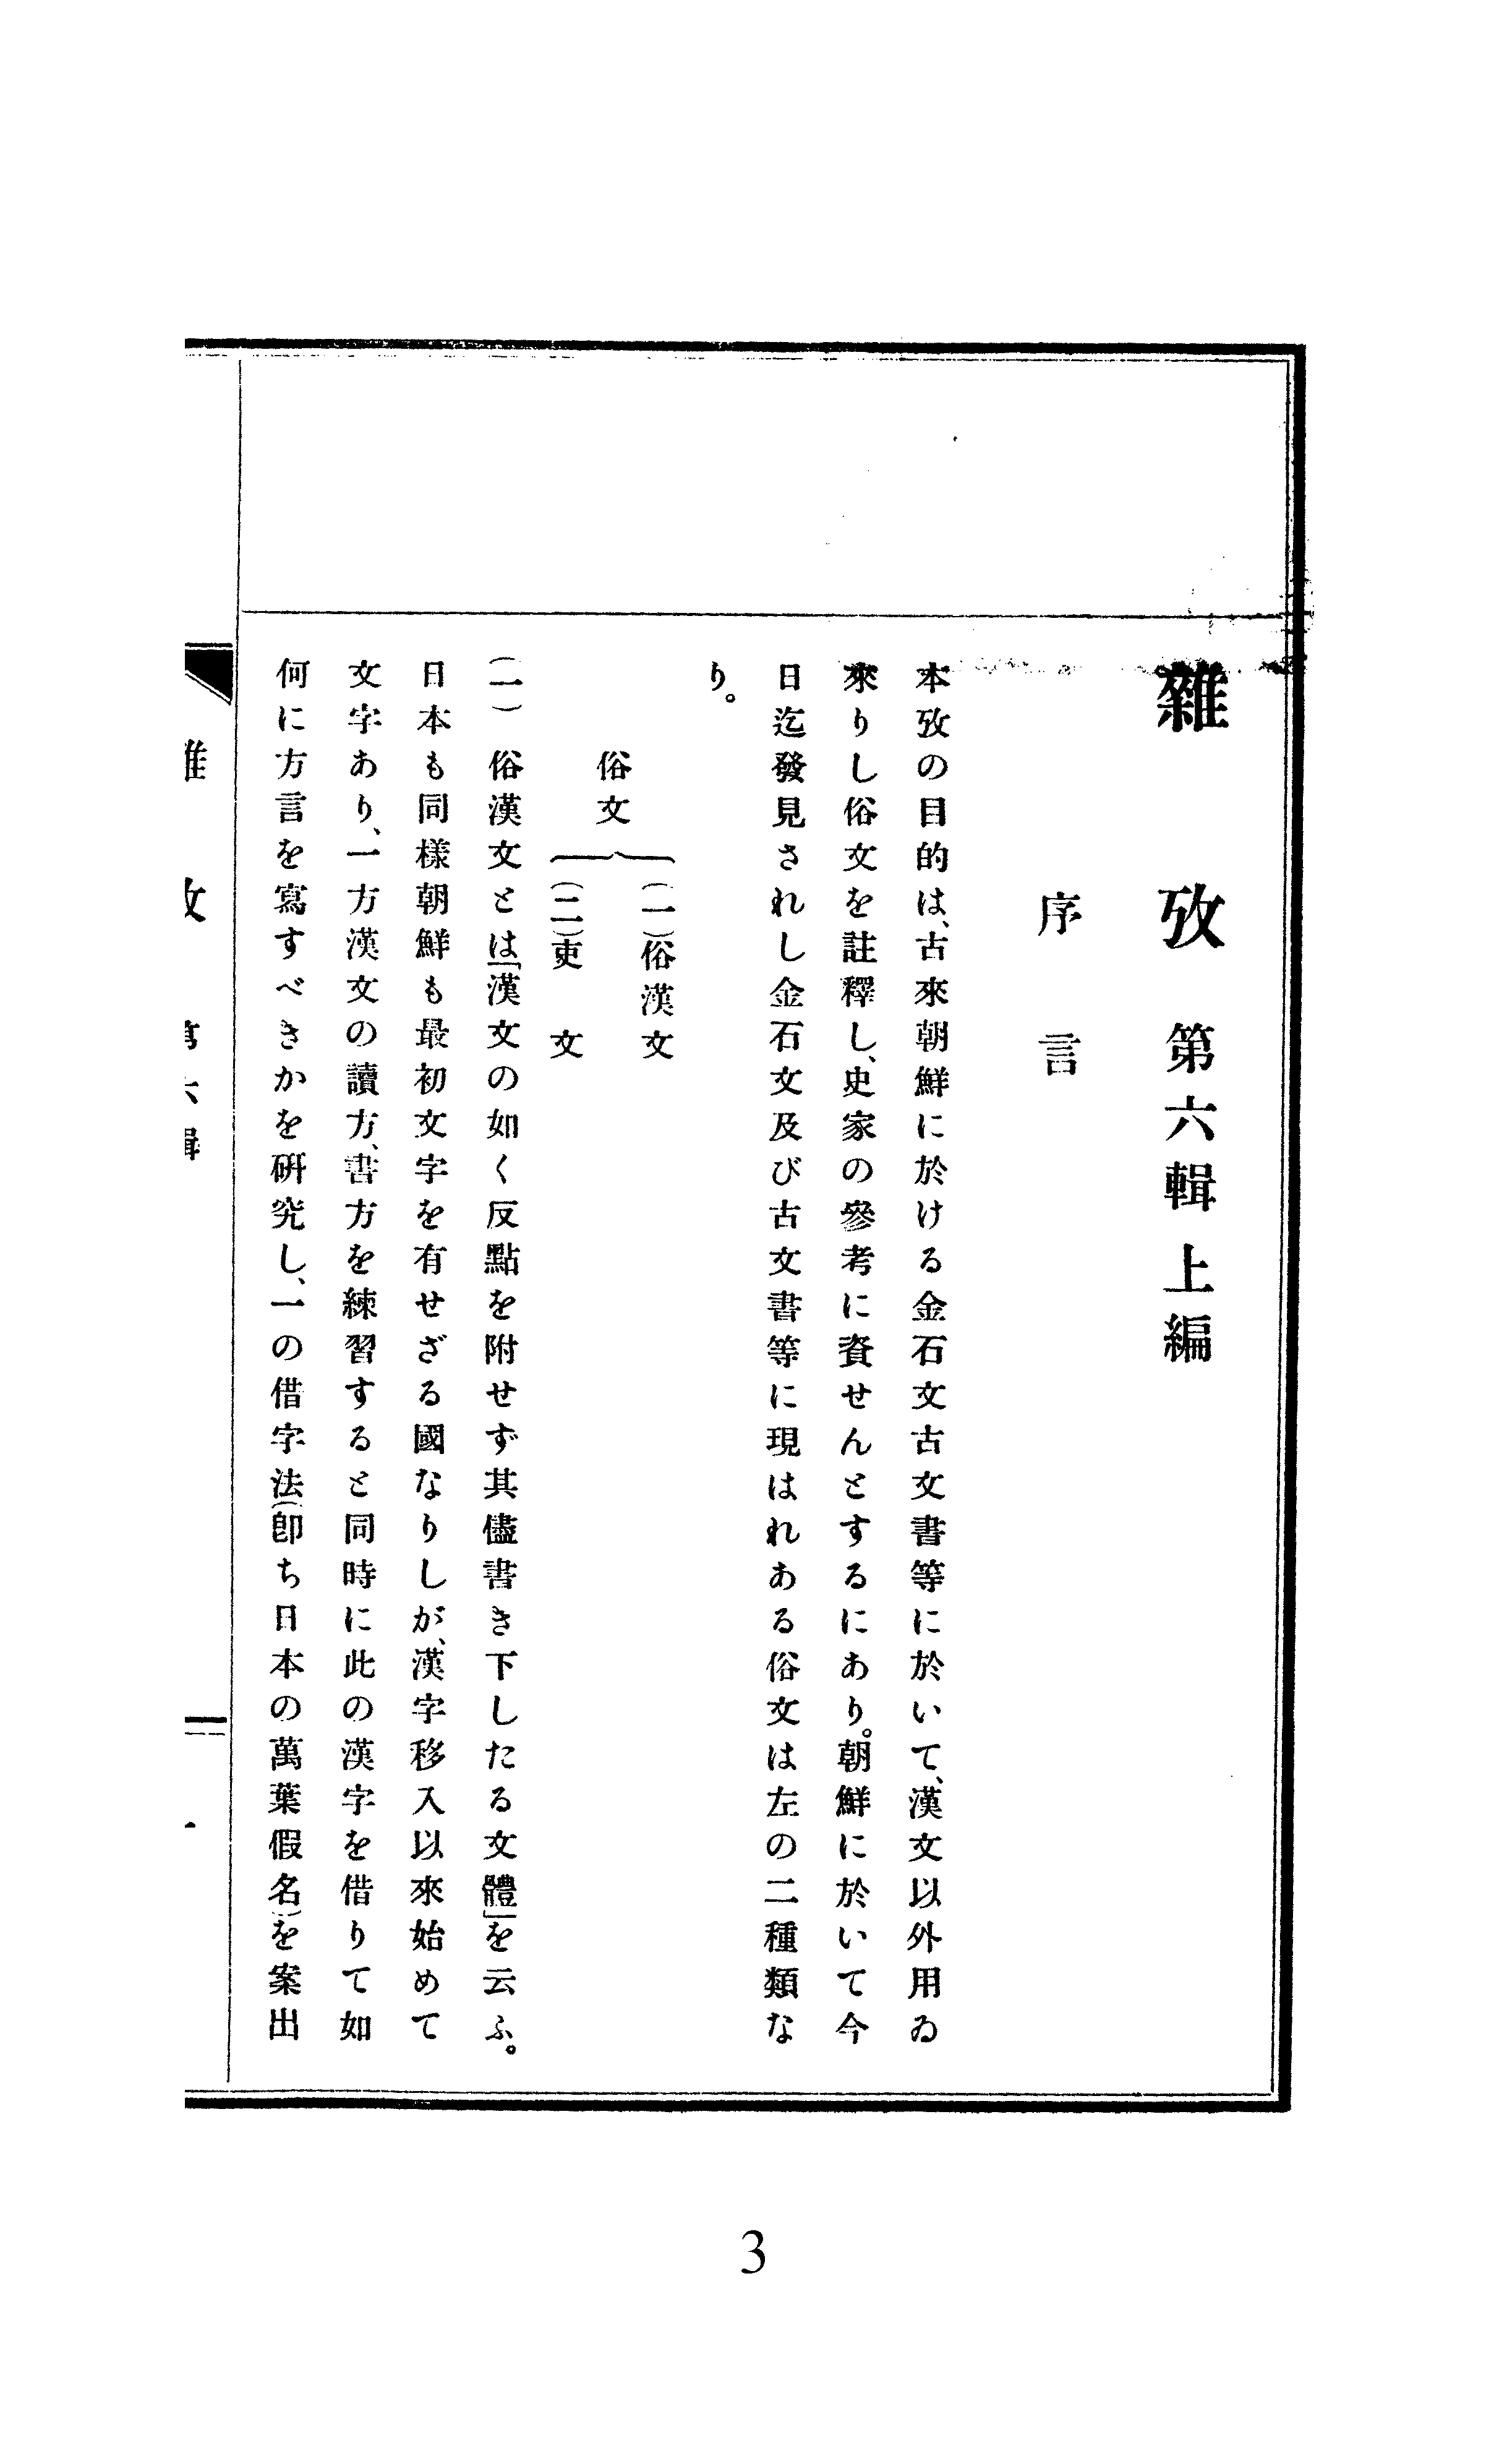 雜攷 第六輯上編
序言
本攷の目的は、古來朝鮮に於ける金石文古文書等に於いて、漢文以外用ゐ
來りし俗文を註釋し、史家の參考に資せんとするにあり。朝鮮に於いて今
日迄發見されし金石文及び古文書等に現はれある俗文は左の二種類な
り。
俗文
(一)俗漢文
(二)吏文
(一) 俗漢文とは「漢文の如く反點を附せず其儘書き下したる文體」を云ふ。
日本も同樣朝鮮も最初文字を有せざる國なりしが、漢字移入以來始めて
文字あり、一方漢文の讀方、書方を練習すると同時に此の漢字を借りて如
何に方言を寫すべきかを硏究し、一の借字法(卽ち日本の萬葉假名)を案出
3